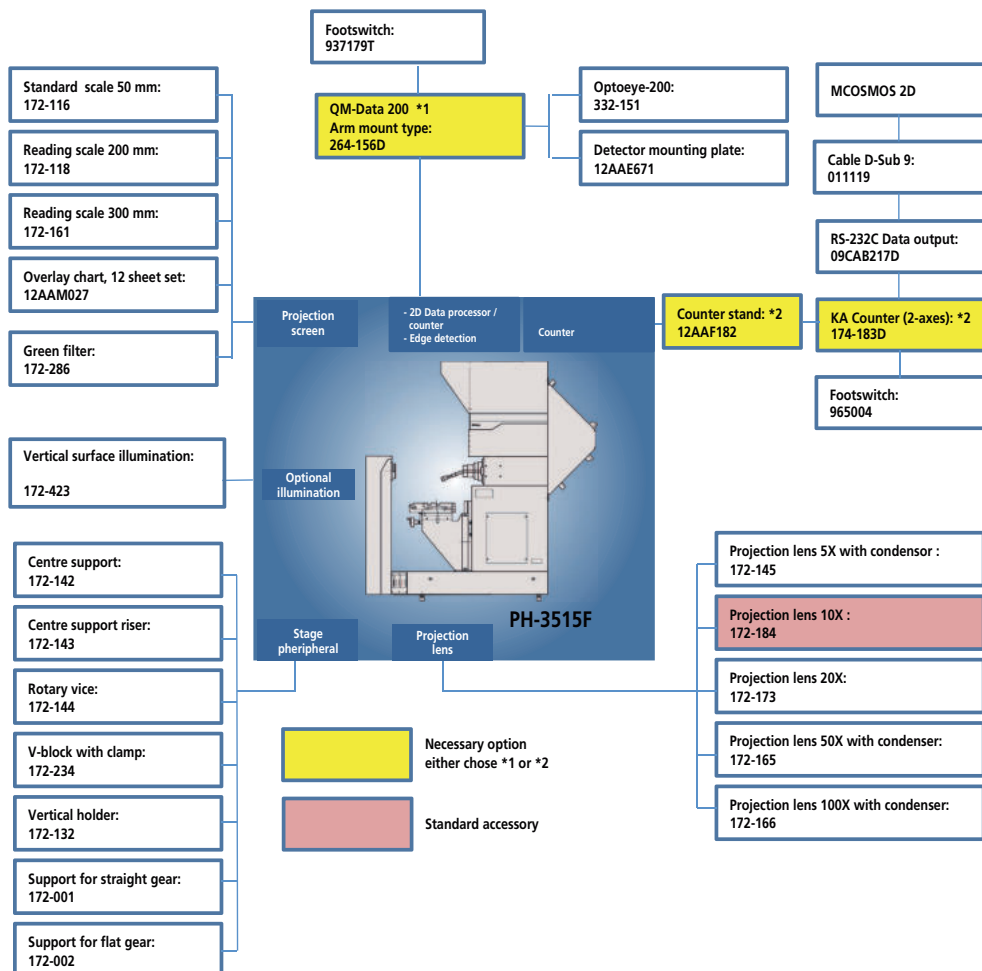 Footswitch:
937179T
Standard scale 50 mm:
172-116
Reading scale 200 mm:
172-118
Reading scale 300 mm:
172-161
Overlay chart, 12 sheet set:
12AAM027
Green filter:
172-286
QM-Data 200 *1
Arm mount type:
264-156D
Optoeye-200:
332-151
Detector mounting plate:
12AAE671
MCOSMOS 2D
Cable D-Sub 9:
011119
RS-232C Data output:
09CAB217D
Projection
screen
- 2D Data processor /
counter
- Edge detection
Counter
Counter stand: *2
12AAF182
KA Counter (2-axes): *2
174-183D
Footswitch:
965004
Vertical surface illumination:
172-423
Optional
illumination
Centre support:
172-142
Centre support riser:
172-143
Rotary vice:
172-144
V-block with clamp:
172-234
Vertical holder:
172-132
Support for straight gear:
172-001
Support for flat gear:
172-002
PH-3515F
Stage
pheripheral
Projection
lens
Projection lens 5X with condensor :
172-145
Projection lens 10X :
172-184
Projection lens 20X:
172-173
Projection lens 50X with condenser:
172-165
Projection lens 100X with condenser:
172-166
Necessary option
either chose *1 or *2
Standard accessory